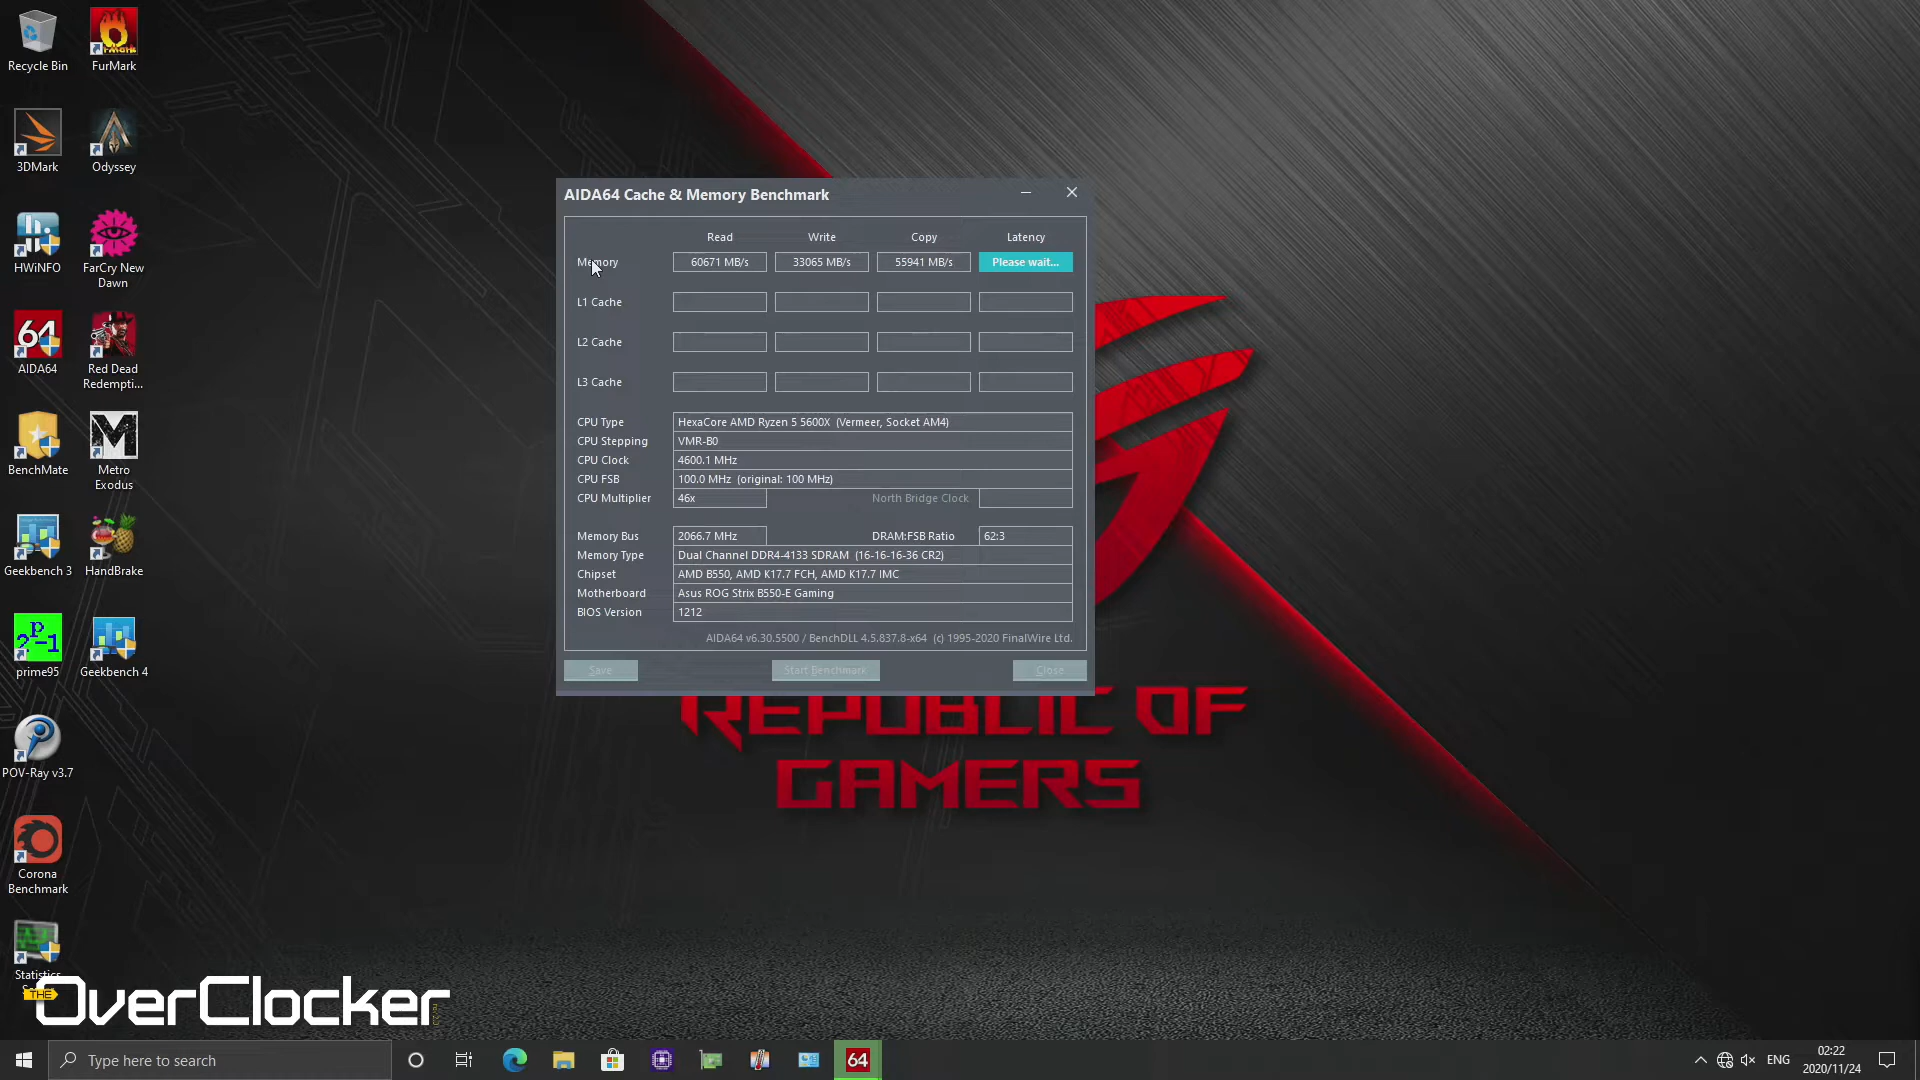 Recycle Bin
FurMark
3DMark
Odyssey
HWiNFO
FarCry New
Dawn
64
AIDA64
Red Dead
Redempti...
BenchMate
Metro
Exodus
Geekbench 3
HandBrake
prime95
Geekbench 4
POV-Ray v3.7
Corona
Benchmark
Statistics
AIDA64 Cache & Memory Benchmark
Read Write Copy Latency
Memory 60671 MB/s 33065 MB/s 55941 MB/s Please wait...
L1 Cache
L2 Cache
L3 Cache
CPU Type HexaCore AMD Ryzen 5 5600X (Vermeer, Socket AM4)
CPU Stepping VMR-B0
CPU Clock 4600.1 MHz
CPU FSB 100.0 MHz (original: 100 MHz)
CPU Multiplier 46x North Bridge Clock
Memory Bus 2066.7 MHz DRAM:FSB Ratio 62:3
Memory Type Dual Channel DDR4-4133 SDRAM (16-16-16-36 CR2)
Chipset AMD B550, AMD K17.7 FCH, AMD K17.7 IMC
Motherboard Asus ROG Strix B550-E Gaming
BIOS Version 1212
AIDA64 v6.30.5500 / BenchDLL 4.5.837.8-x64 (c) 1995-2020 FinalWire Ltd.
Save Start Benchmark Close
REPUBLIC OF
GAMERS
THE OverClocker
Type here to search
64
ENG
02:22
2020/11/24